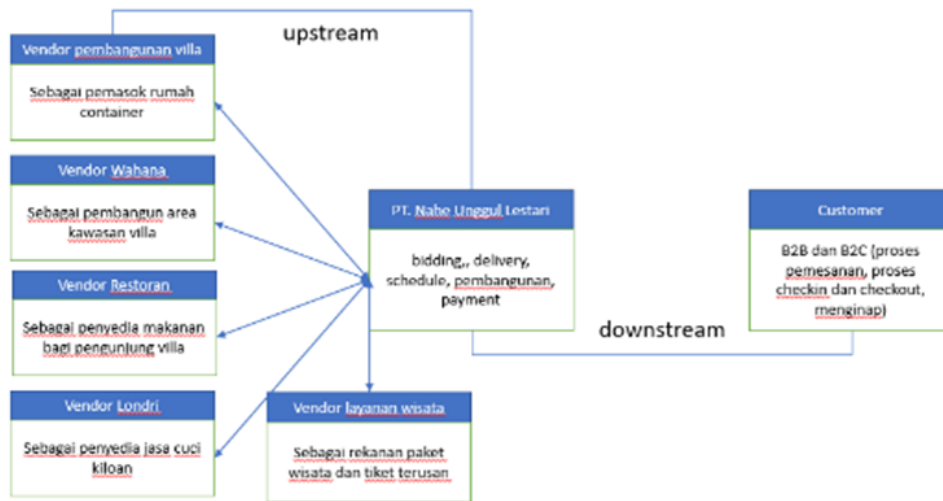 upstream
Vendor pembangunan villa
Sebagai pemasok rumah
container
Vendor Wahana
Sebagai pembangun area
kawasan villa
Vendor Restoran
Sebagai penyedia makanan
bagi pengunjung villa
Vendor Londri
Sebagai penyedia jasa cuci
kiloan
PT. Nahe Unggul Lestari
bidding,, delivery,
schedule, pembangunan,
payment
Vendor layanan wisata
Sebagai rekanan paket
wisata dan tiket terusan
Customer
B2B dan B2C (proses
pemesanan, proses
checkin dan checkout,
menginap)
downstream